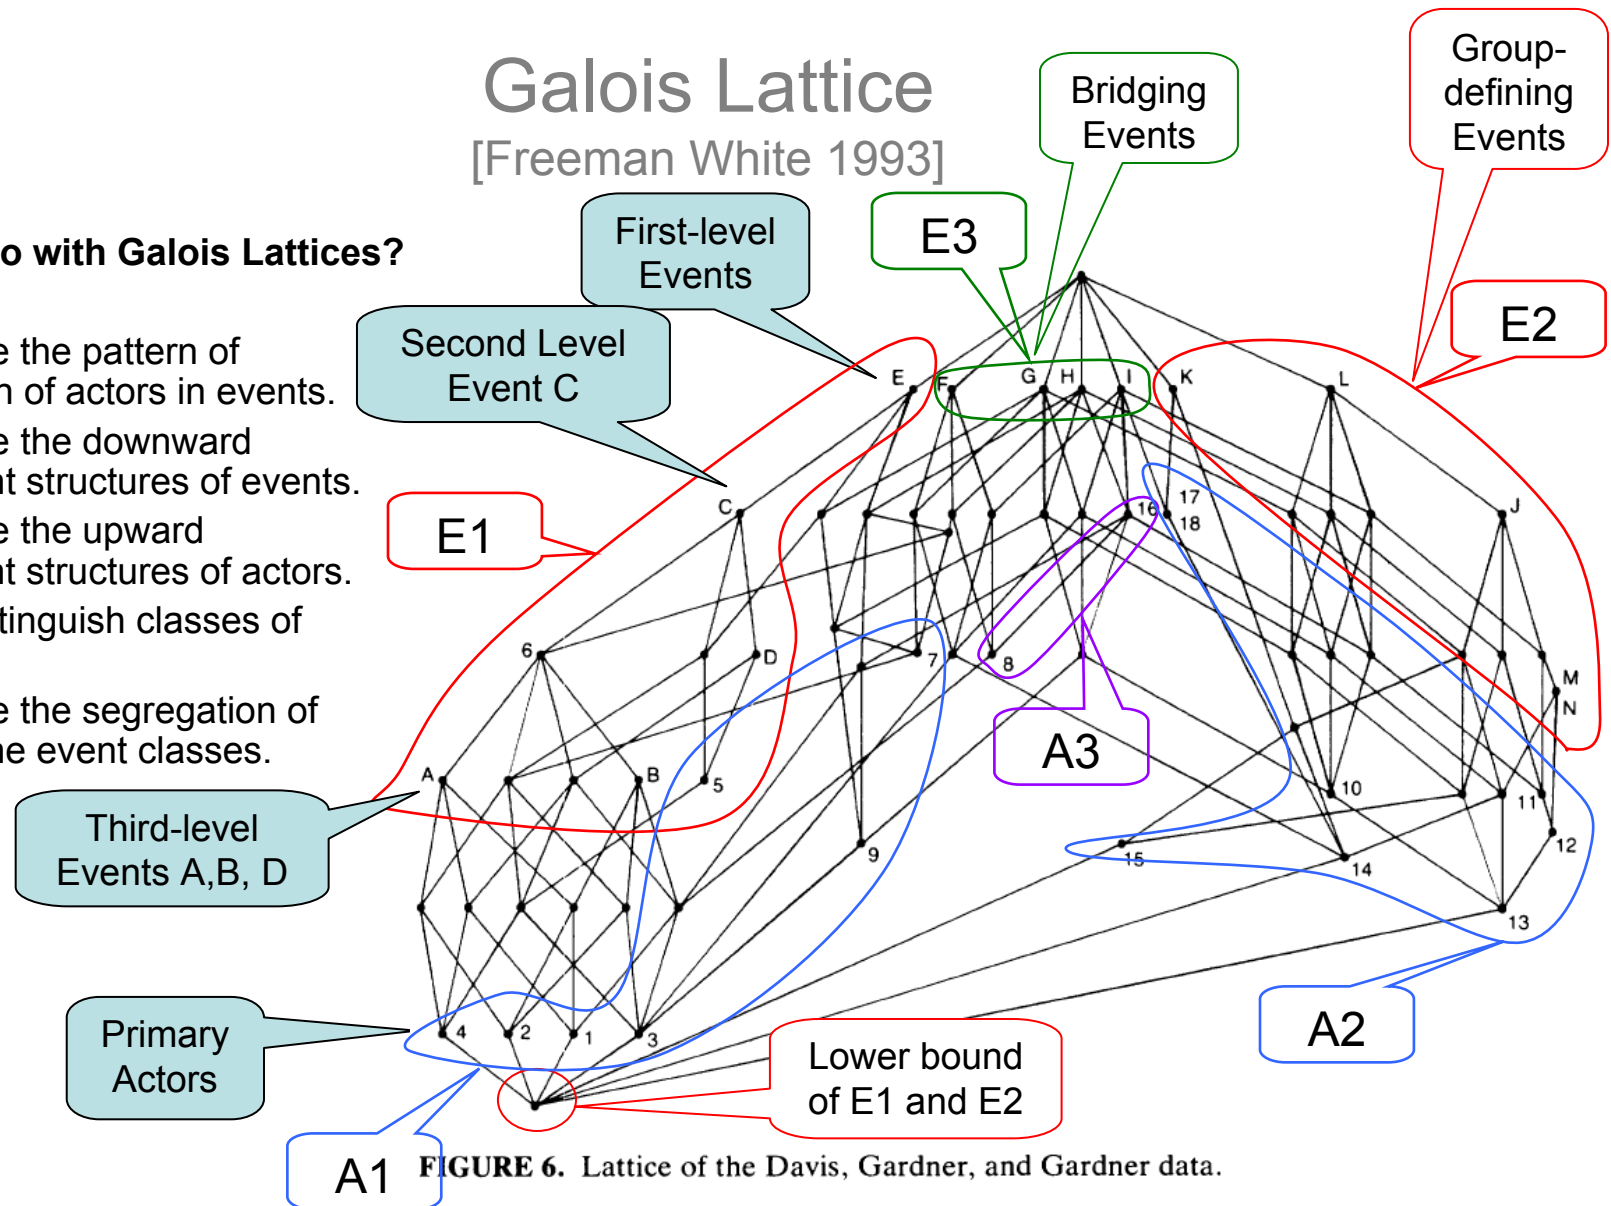 Galois Lattice
[Freeman White 1993]
Bridging
Events
Group-
defining
Events
First-level
Events
E3
E2
o with Galois Lattices?
Second Level
Event C
e the pattern of
n of actors in events.
e the downward
nt structures of events.
e the upward
nt structures of actors.
tinguish classes of
e the segregation of
ne event classes.
E
F
G
H
I
K
L
E1
C
16
17
18
J
6
D
7
8
M
N
A3
A
B
5
10
11
Third-level
Events A,B, D
9
15
14
12
13
Primary
Actors
4
2
1
3
Lower bound
of E1 and E2
A2
A1
FIGURE 6. Lattice of the Davis, Gardner, and Gardner data.